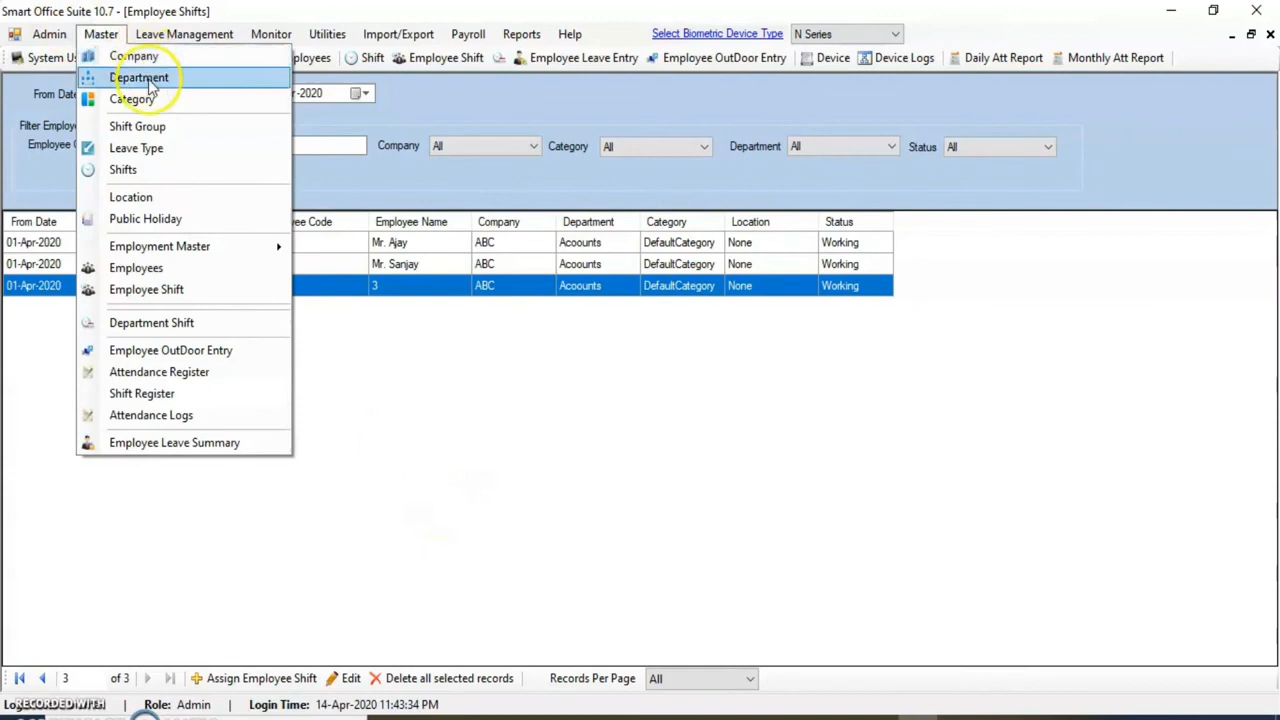 Smart Office Suite 10.7 - [Employee Shifts]
Admin Master Leave Management Monitor Utilities Import/Export Payroll Reports Help Select Biometric Device Type N Series
System Us ployees Shift Employee Shift Employee Leave Entry Employee OutDoor Entry Device Device Logs Daily Att Report Monthly Att Report
Company
Department
Category
Shift Group
Leave Type
Shifts
Location
Public Holiday
Employment Master
Employees
Employee Shift
Department Shift
Employee OutDoor Entry
Attendance Register
Shift Register
Attendance Logs
Employee Leave Summary
From Date -2020
Filter Employe
Employee C Company All Category All Department All Status All
From Date ee Code Employee Name Company Department Category Location Status
01-Apr-2020 Mr. Ajay ABC Acoounts DefaultCategory None Working
01-Apr-2020 Mr. Sanjay ABC Acoounts DefaultCategory None Working
01-Apr-2020 3 ABC Acoounts DefaultCategory None Working
3 of 3 Assign Employee Shift Edit Delete all selected records Records Per Page All
RECORDED WITH Role: Admin Login Time: 14-Apr-2020 11:43:34 PM